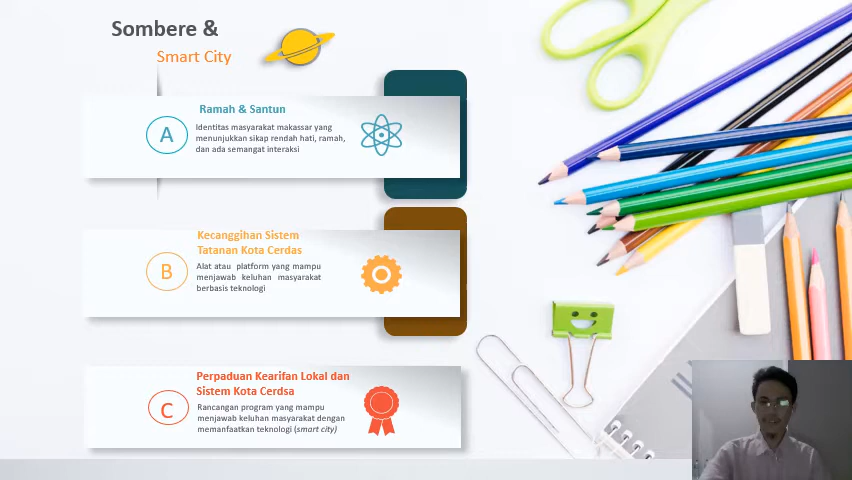 Sombere &
Smart City
Ramah & Santun
A
Identitas masyarakat makassar yang
menunjukkan sikap rendah hati, ramah,
dan ada semangat interaksi
Kecanggihan Sistem
Tatanan Kota Cerdas
B
Alat atau platform yang mampu
menjawab keluhan masyarakat
berbasis teknologi
Perpaduan Kearifan Lokal dan
Sistem Kota Cerdsa
C
Rancangan program yang mampu
menjawab keluhan masyarakat dengan
memanfaatkan teknologi (smart city)